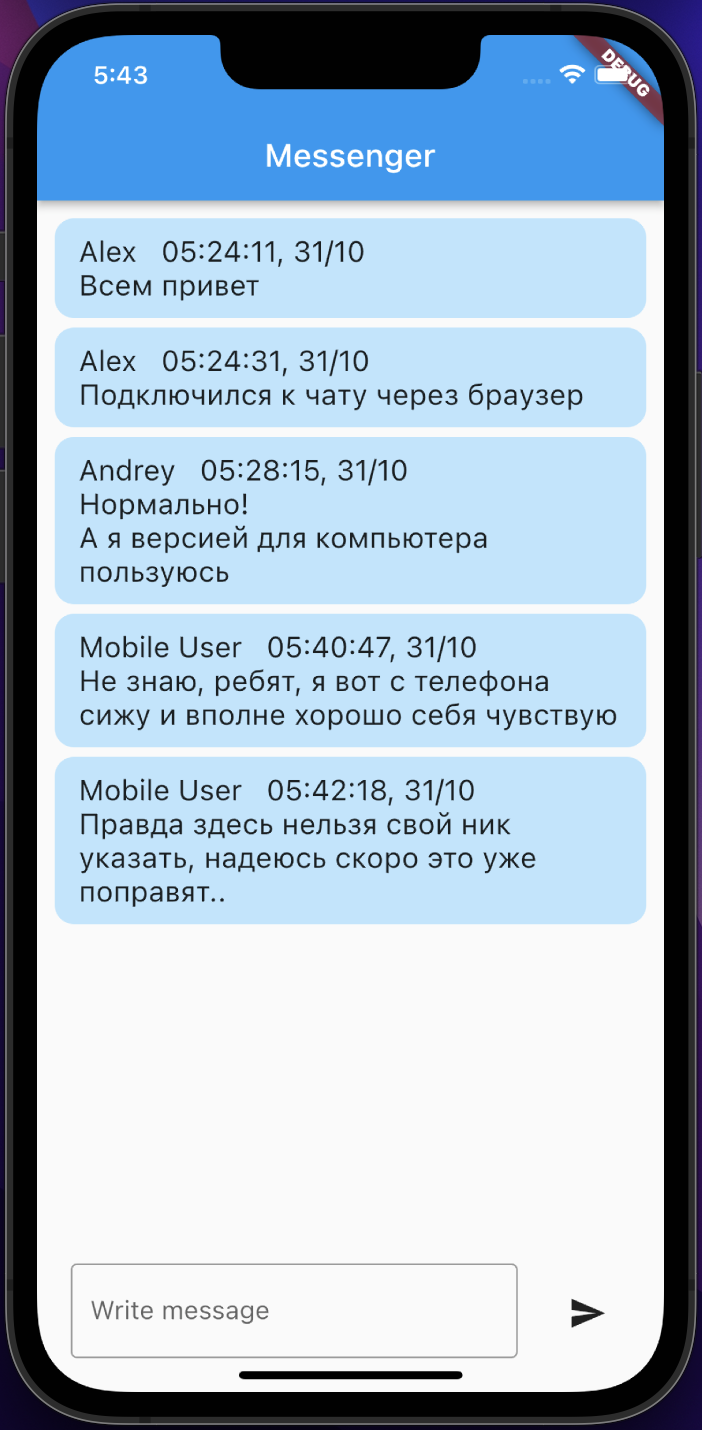 5:43
DEBUG
Messenger
Alex 05:24:11, 31/10
Всем привет
Alex 05:24:31, 31/10
Подключился к чату через браузер
Andrey 05:28:15, 31/10
Нормально!
А я версией для компьютера
пользуюсь
Mobile User 05:40:47, 31/10
Не знаю, ребят, я вот с телефона
сижу и вполне хорошо себя чувствую
Mobile User 05:42:18, 31/10
Правда здесь нельзя свой ник
указать, надеюсь скоро это уже
поправят..
Write message